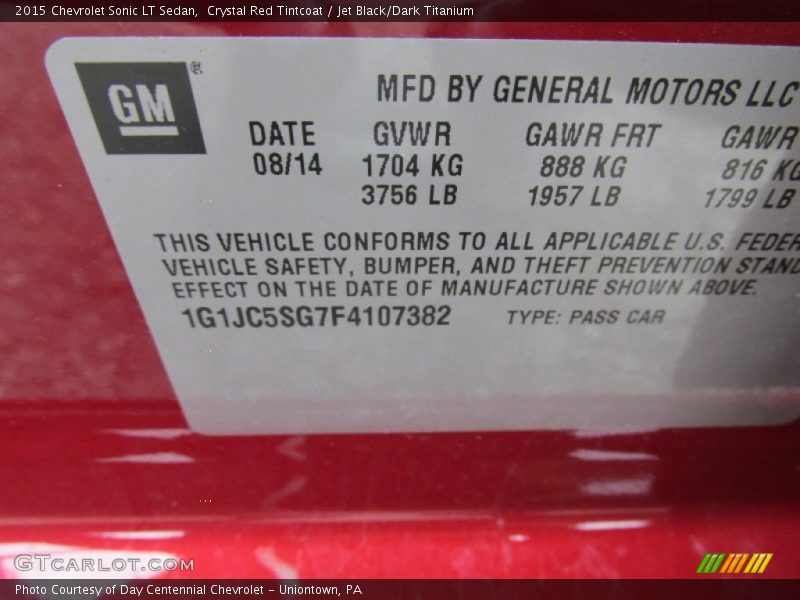 2015 Chevrolet Sonic LT Sedan,  Crystal Red Tintcoat / Jet Black/Dark Titanium
GM ®
MFD BY GENERAL MOTORS LLC
DATE GVWR GAWR FRT GAWR
08/14 1704 KG 888 KG 816 KG
3756 LB 1957 LB 1799 LB
THIS VEHICLE CONFORMS TO ALL APPLICABLE U.S. FEDER
VEHICLE SAFETY, BUMPER, AND THEFT PREVENTION STAND
EFFECT ON THE DATE OF MANUFACTURE SHOWN ABOVE.
1G1JC5SG7F4107382 TYPE: PASS CAR
GTCarLot.com
Photo Courtesy of Day Centennial Chevrolet – Uniontown, PA